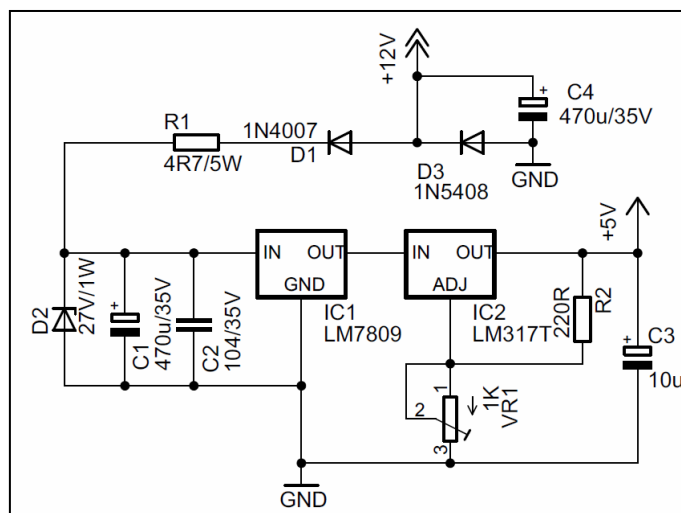 +12V
C4
470u/35V
R1
4R7/5W
1N4007
D1
D3
1N5408
GND
+5V
IN
OUT
GND
IC1
LM7809
IN
OUT
ADJ
IC2
LM317T
D2
27V/1W
C1
470u/35V
C2
104/35V
220R
R2
C3
10u
1
2
3
1K
VR1
GND